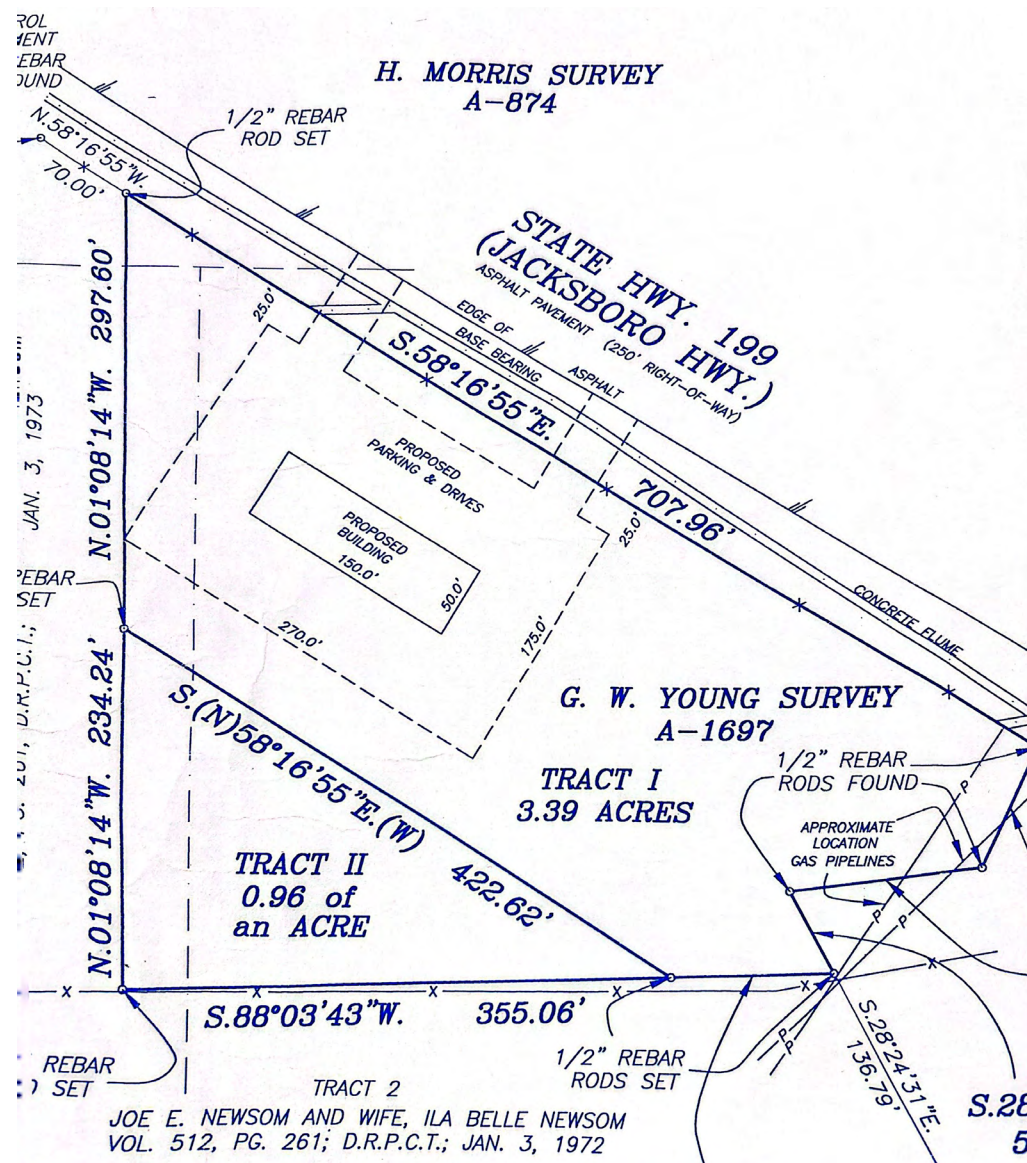 H. MORRIS SURVEY
A-874
1/2" REBAR
ROD SET
N.58°16'55"W.
70.00'
STATE HWY. 199
(JACKSBORO HWY.)
ASPHALT PAVEMENT (250' RIGHT-OF-WAY)
EDGE OF ASPHALT
BASE BEARING
S.58°16'55"E. 707.96'
N.01°08'14"W. 297.60'
25.0'
PROPOSED
PARKING & DRIVES
PROPOSED
BUILDING
150.0'
50.0'
25.0'
175.0'
270.0'
CONCRETE FLUME
JAN. 3, 1973
REBAR
SET
D.R.P.C.T.;
N.01°08'14"W. 234.24'
S.(N)58°16'55"E.(W) 422.62'
G. W. YOUNG SURVEY
A-1697
TRACT I
3.39 ACRES
1/2" REBAR
RODS FOUND
APPROXIMATE
LOCATION
GAS PIPELINES
TRACT II
0.96 of
an ACRE
S.88°03'43"W. 355.06'
1/2" REBAR
RODS SET
REBAR
SET
S.28°24'31"E.
136.79'
TRACT 2
JOE E. NEWSOM AND WIFE, ILA BELLE NEWSOM
VOL. 512, PG. 261; D.R.P.C.T.; JAN. 3, 1972
S.28
5